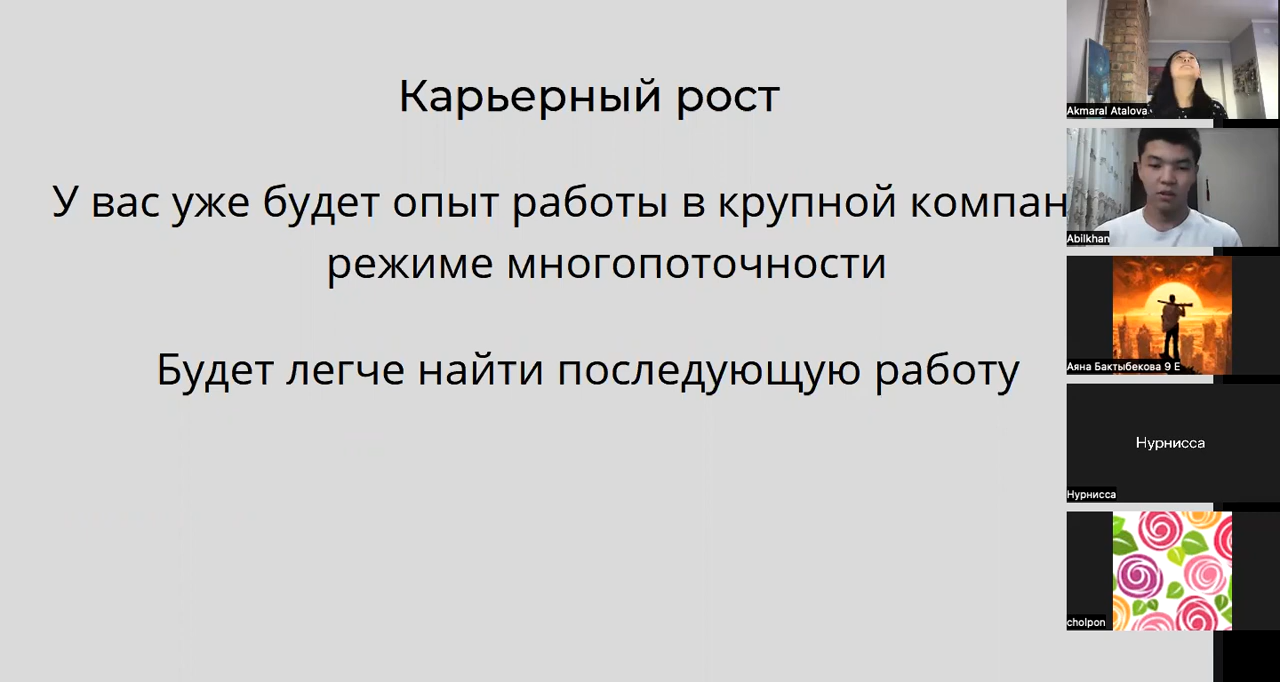 Карьерный рост
У вас уже будет опыт работы в крупной компан
режиме многопоточности
Будет легче найти последующую работу
Akmaral Atalova
Abilkhan
Аяна Бактыбекова 9 Е
Нурнисса
Нурнисса
cholpon